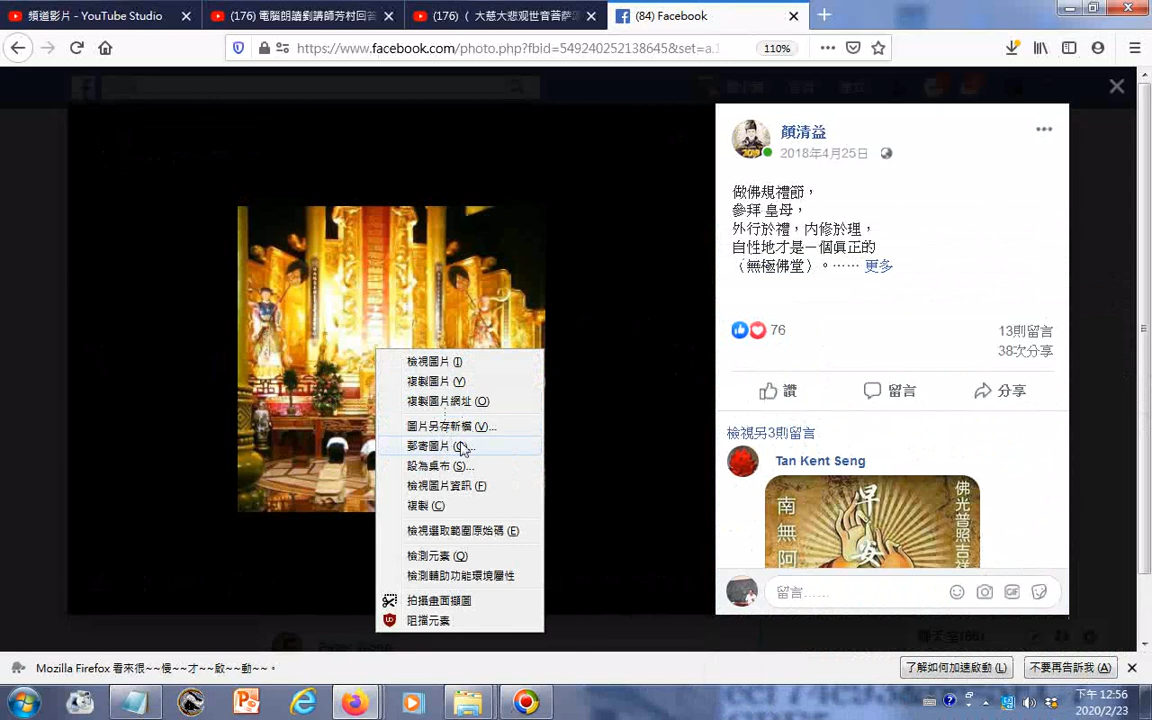 頻道影片 - YouTube Studio
(176) 電腦朗讀劉講師芳村回答
(176) ( 大慈大悲观世音菩萨
(84) Facebook
https://www.facebook.com/photo.php?fbid=549240252138645&set=a.1
110%
顏清益
2018年4月25日
做佛規禮節，
參拜 皇母，
外行於禮，內修於理，
自性地才是一個真正的
（無極佛堂）。…… 更多
76
13則留言
38次分享
讚
留言
分享
檢視另3則留言
Tan Kent Seng
南無阿
早安
佛光普照吉祥
留言……
GIF
檢視圖片 (I)
複製圖片 (Y)
複製圖片網址 (O)
圖片另存新檔 (V)...
郵寄圖片
設為桌布 (S)...
檢視圖片資訊 (F)
複製 (C)
檢視選取範圍原始碼 (E)
檢測元素 (Q)
檢測輔助功能環境屬性
拍攝畫面擷圖
阻擋元素
Mozilla Firefox 看來很~~慢~~才~~啟~~動~~。
了解如何加速啟動 (L)
不要再告訴我 (A)
下午 12:56
2020/2/23